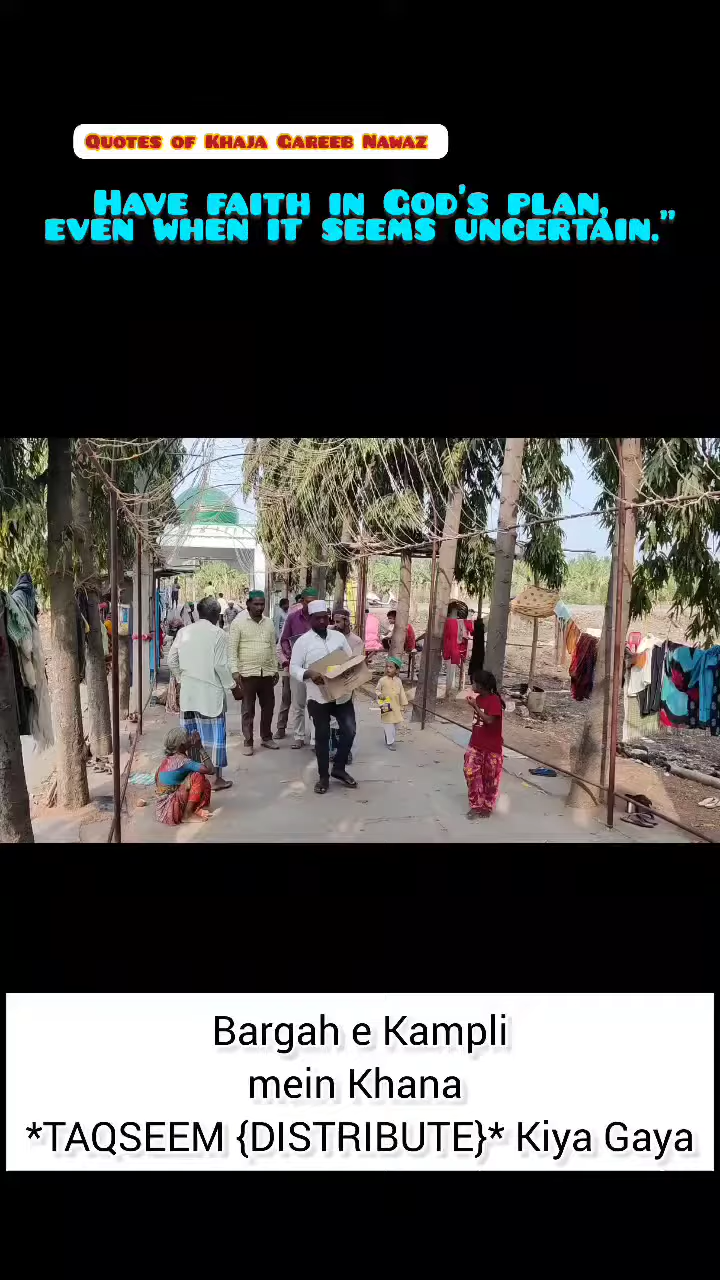 Quotes of Khaja Gareeb Nawaz
Have faith in God's plan,
even when it seems uncertain.”
Bargah e Kampli
mein Khana
*TAQSEEM {DISTRIBUTE}* Kiya Gaya